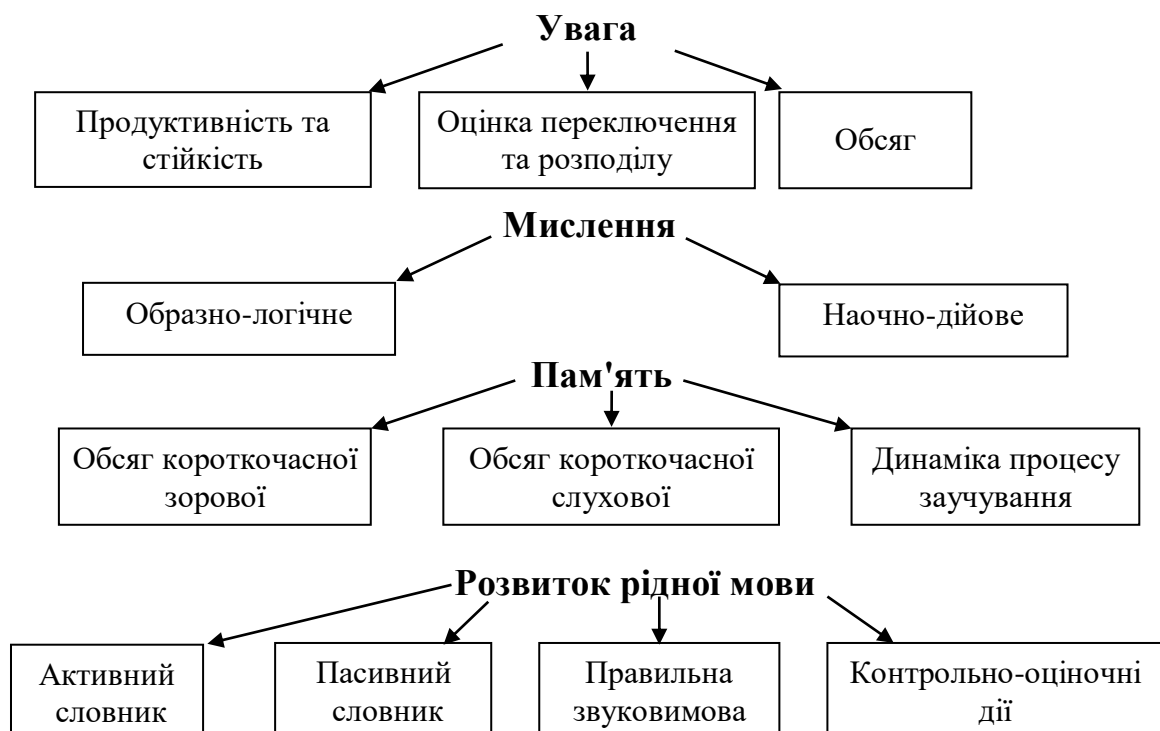 Увага
Продуктивність та
стійкість
Оцінка переключення
та розподілу
Обсяг
Мислення
Образно-логічне
Наочно-дійове
Пам'ять
Обсяг короткочасної
зорової
Обсяг короткочасної
слухової
Динаміка процесу
заучування
Розвиток рідної мови
Активний
словник
Пасивний
словник
Правильна
звуковимова
Контрольно-оціночні
дії